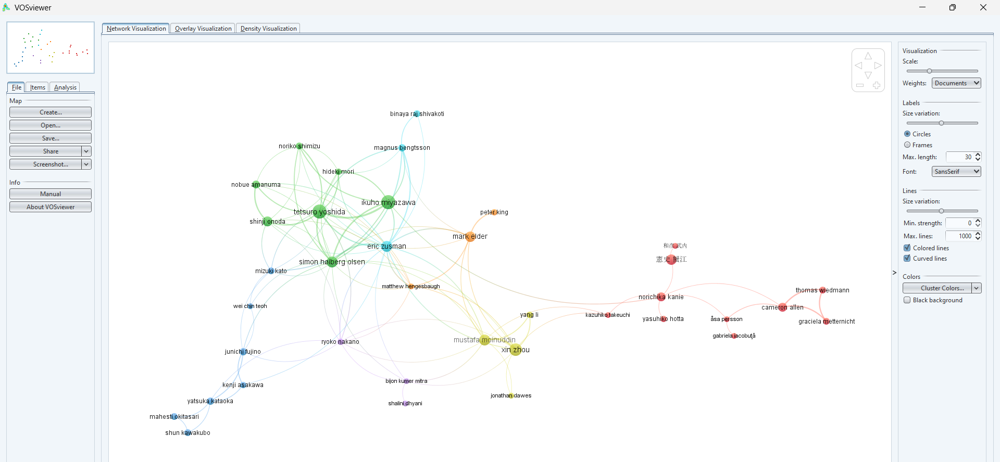 VOSviewer
Network Visualization
Overlay Visualization
Density Visualization
File
Items
Analysis
Map
Create...
Open...
Save...
Share
Screenshot...
Info
Manual
About VOSviewer
binaya raj shivakoti
noriko shimizu
magnus bengtsson
hideki mori
nobue amanuma
ikuho miyazawa
tetsuro yoshida
peter king
shinji onoda
mark elder
eric zusman
和彦 武内
憲史 蟹江
simon høiberg olsen
mizuki kato
matthew hengesbaugh
thomas wiedmann
norichika kanie
wei chin teoh
cameron allen
yang li
kazuhiko takeuchi
yasuhiko hotta
åsa persson
graciela metternicht
gabriela iacobuţă
mustafa moinuddin
ryoko nakano
xin zhou
junichi fujino
bijon kumer mitra
kenji asakawa
jonathan dawes
yatsuka kataoka
shalini dhyani
mahesti okitasari
shun kawakubo
Visualization
Scale:
Weights: Documents
Labels
Size variation:
Circles
Frames
Max. length: 30
Font: SansSerif
Lines
Size variation:
Min. strength: 0
Max. lines: 1000
Colored lines
Curved lines
Colors
Cluster Colors...
Black background